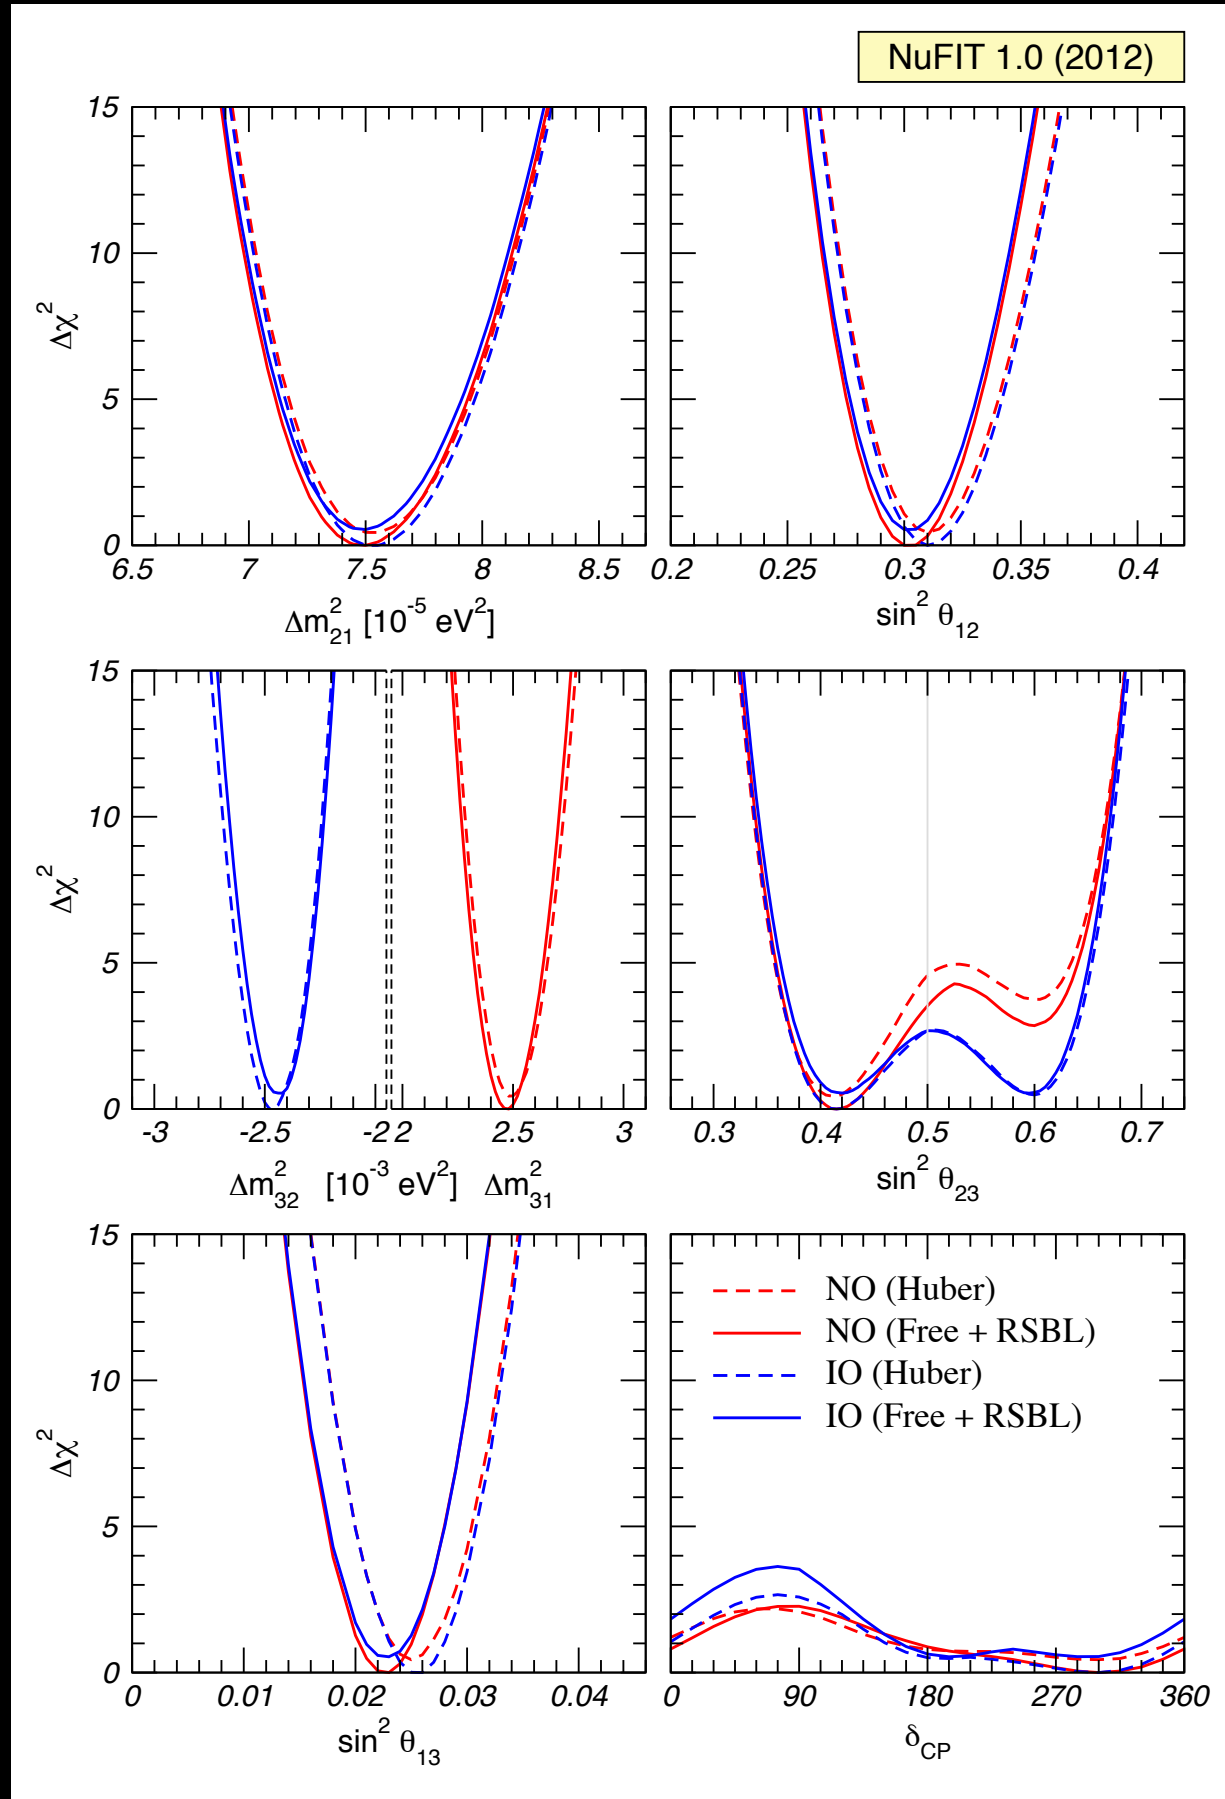 NuFIT 1.0 (2012)
15
10
5
0
Δχ²
6.5 7 7.5 8 8.5
Δm²₂₁ [10⁻⁵ eV²]
0.2 0.25 0.3 0.35 0.4
sin² θ₁₂
15
10
5
0
Δχ²
-3 -2.5 -2 2 2.5 3
Δm²₃₂ [10⁻³ eV²] Δm²₃₁
0.3 0.4 0.5 0.6 0.7
sin² θ₂₃
15
10
5
0
Δχ²
0 0.01 0.02 0.03 0.04
sin² θ₁₃
NO (Huber)
NO (Free + RSBL)
IO (Huber)
IO (Free + RSBL)
0 90 180 270 360
δCP